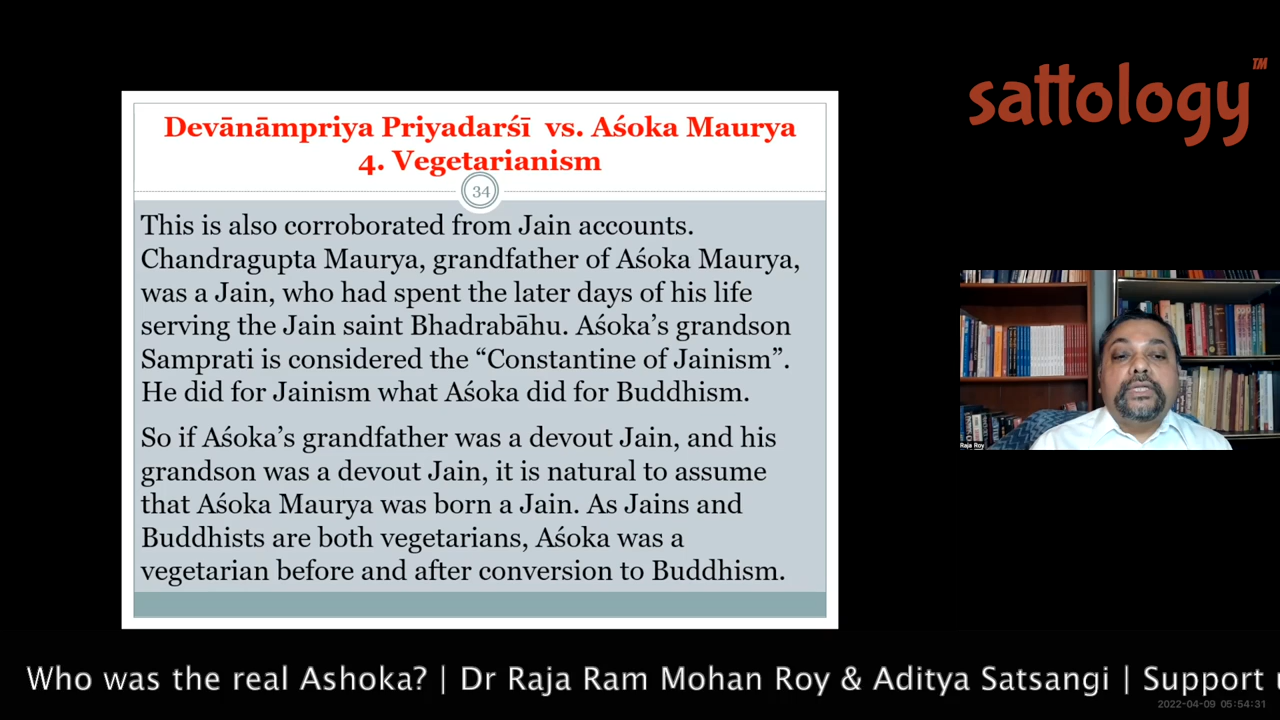 sattology™
Devānāmpriya Priyadarśī vs. Aśoka Maurya
4. Vegetarianism
34
This is also corroborated from Jain accounts.
Chandragupta Maurya, grandfather of Aśoka Maurya,
was a Jain, who had spent the later days of his life
serving the Jain saint Bhadrabāhu. Aśoka’s grandson
Samprati is considered the “Constantine of Jainism”.
He did for Jainism what Aśoka did for Buddhism.
So if Aśoka’s grandfather was a devout Jain, and his
grandson was a devout Jain, it is natural to assume
that Aśoka Maurya was born a Jain. As Jains and
Buddhists are both vegetarians, Aśoka was a
vegetarian before and after conversion to Buddhism.
Raja Roy
Who was the real Ashoka? | Dr Raja Ram Mohan Roy & Aditya Satsangi | Support
2022-04-09 05:54:31